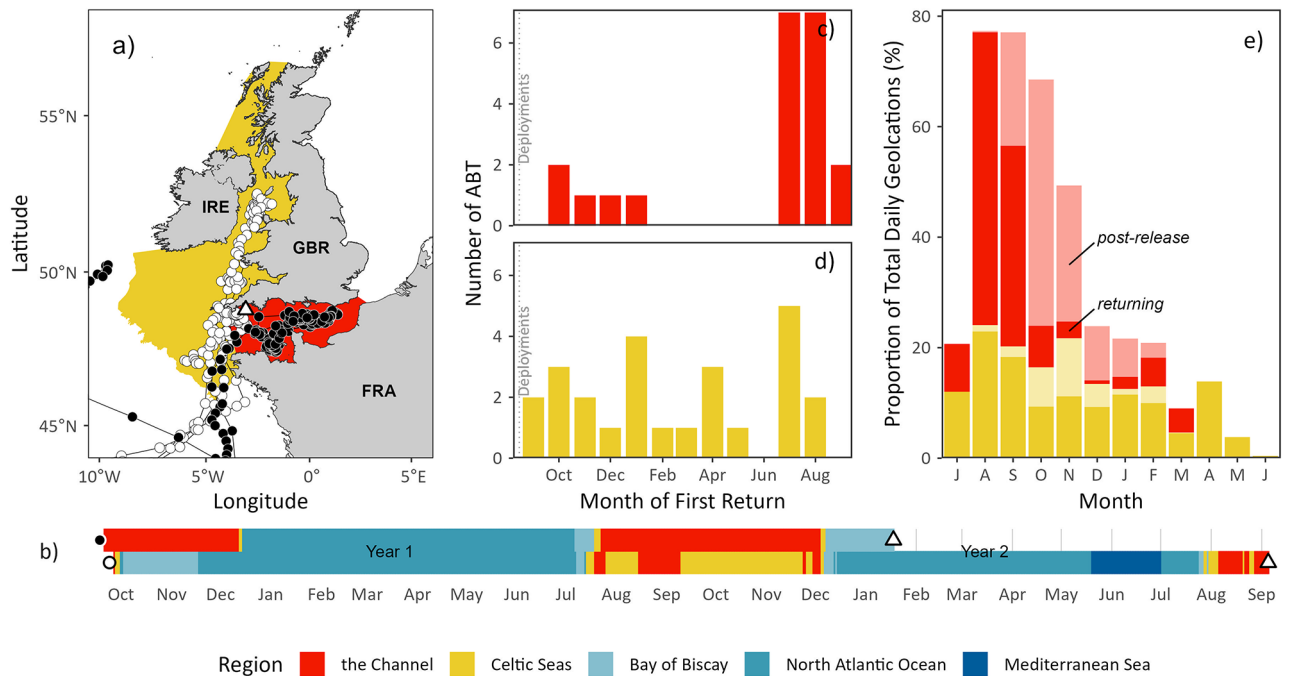 a)
55°N
50°N
45°N
Latitude
IRE
GBR
FRA
10°W
5°W
0°
5°E
Longitude
c)
6
4
2
0
Deployments
Number of ABT
d)
6
4
2
0
Deployments
Oct
Dec
Feb
Apr
Jun
Aug
Month of First Return
e)
80
60
40
20
0
Proportion of Total Daily Geolcations (%)
post-release
returning
J A S O N D J F M A M J
Month
b)
Year 1
Year 2
Oct Nov Dec Jan Feb Mar Apr May Jun Jul Aug Sep Oct Nov Dec Jan Feb Mar Apr May Jun Jul Aug Sep
Region the Channel Celtic Seas Bay of Biscay North Atlantic Ocean Mediterranean Sea